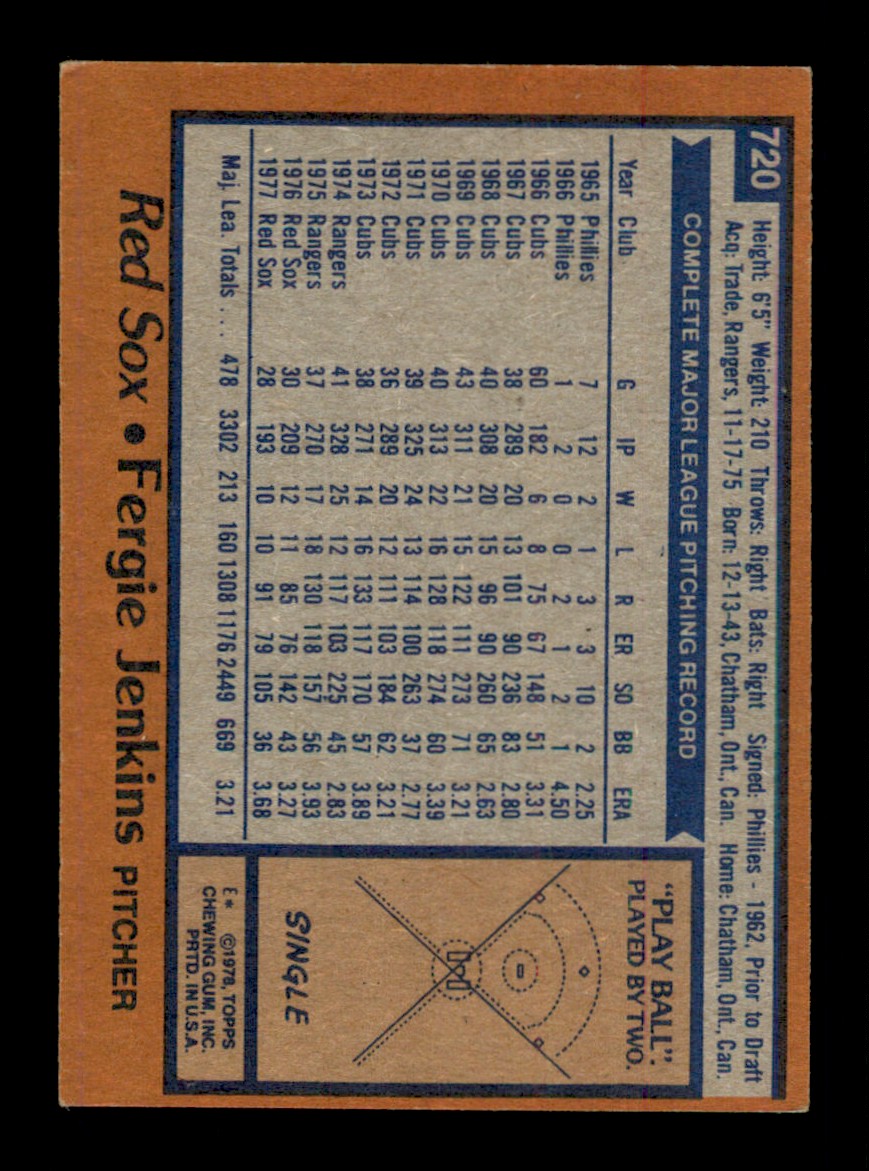 720
Height: 6'5" Weight: 210 Throws: Right Bats: Right Signed: Phillies - 1962, Prior to Draft
Acq: Trade, Rangers, 11-17-75 Born: 12-13-43, Chatham, Ont., Can. Home: Chatham, Ont., Can.
COMPLETE MAJOR LEAGUE PITCHING RECORD
Year Club G IP W L R ER SO BB ERA
1965 Phillies 7 12 2 1 3 3 10 2 2.25
1966 Phillies 1 2 0 0 2 1 2 1 4.50
1966 Cubs 60 182 6 8 75 67 148 51 3.31
1967 Cubs 38 289 20 13 101 90 236 83 2.80
1968 Cubs 40 308 20 15 96 90 260 65 2.63
1969 Cubs 43 311 21 15 122 111 273 71 3.21
1970 Cubs 40 313 22 16 128 118 274 60 3.39
1971 Cubs 39 325 24 13 114 100 263 37 2.77
1972 Cubs 36 289 20 12 111 103 184 62 3.21
1973 Cubs 38 271 14 16 133 117 170 57 3.89
1974 Rangers 41 328 25 12 117 103 225 45 2.83
1975 Rangers 37 270 17 18 130 118 157 56 3.93
1976 Red Sox 30 209 12 11 85 76 142 43 3.27
1977 Red Sox 28 193 10 10 91 79 105 36 3.68
Maj. Lea. Totals .... 478 3302 213 160 1308 1176 2449 669 3.21
"PLAY BALL":
PLAYED BY TWO.
SINGLE
E* ©1978, TOPPS
CHEWING GUM, INC.
PRTD. IN U.S.A.
Red Sox • Fergie Jenkins PITCHER